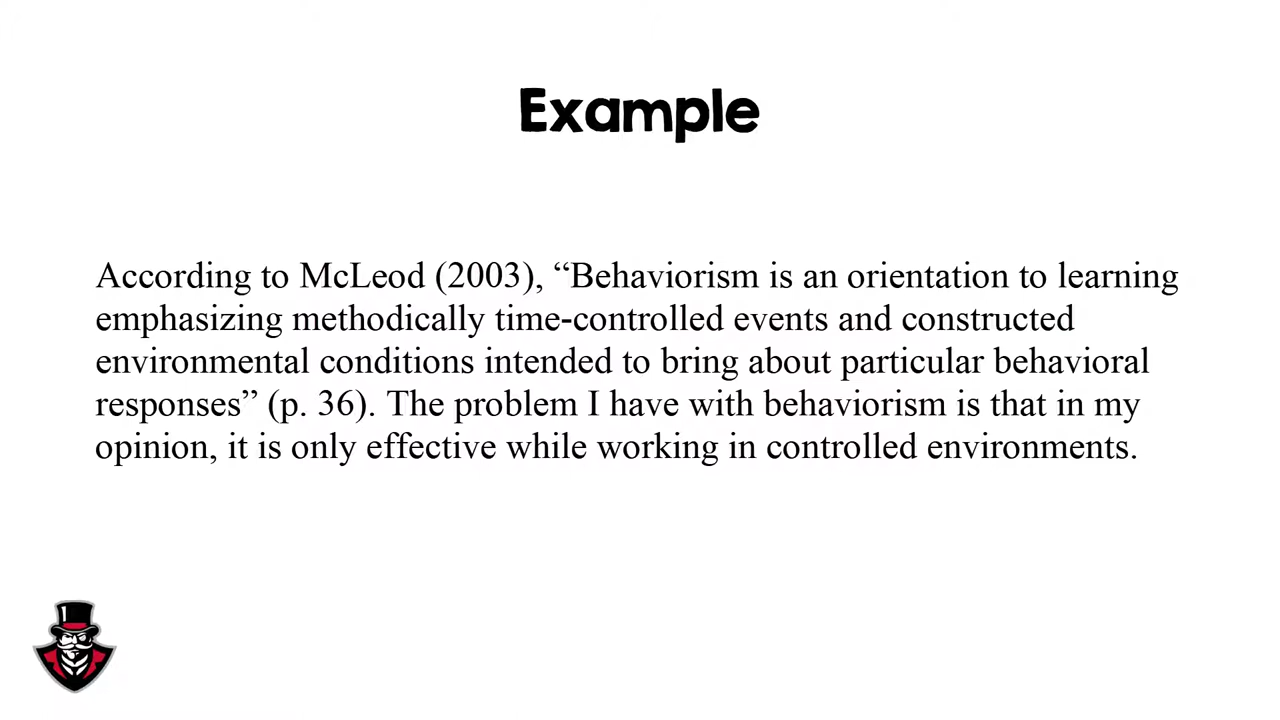 Example
According to McLeod (2003), “Behaviorism is an orientation to learning
emphasizing methodically time-controlled events and constructed
environmental conditions intended to bring about particular behavioral
responses” (p. 36). The problem I have with behaviorism is that in my
opinion, it is only effective while working in controlled environments.